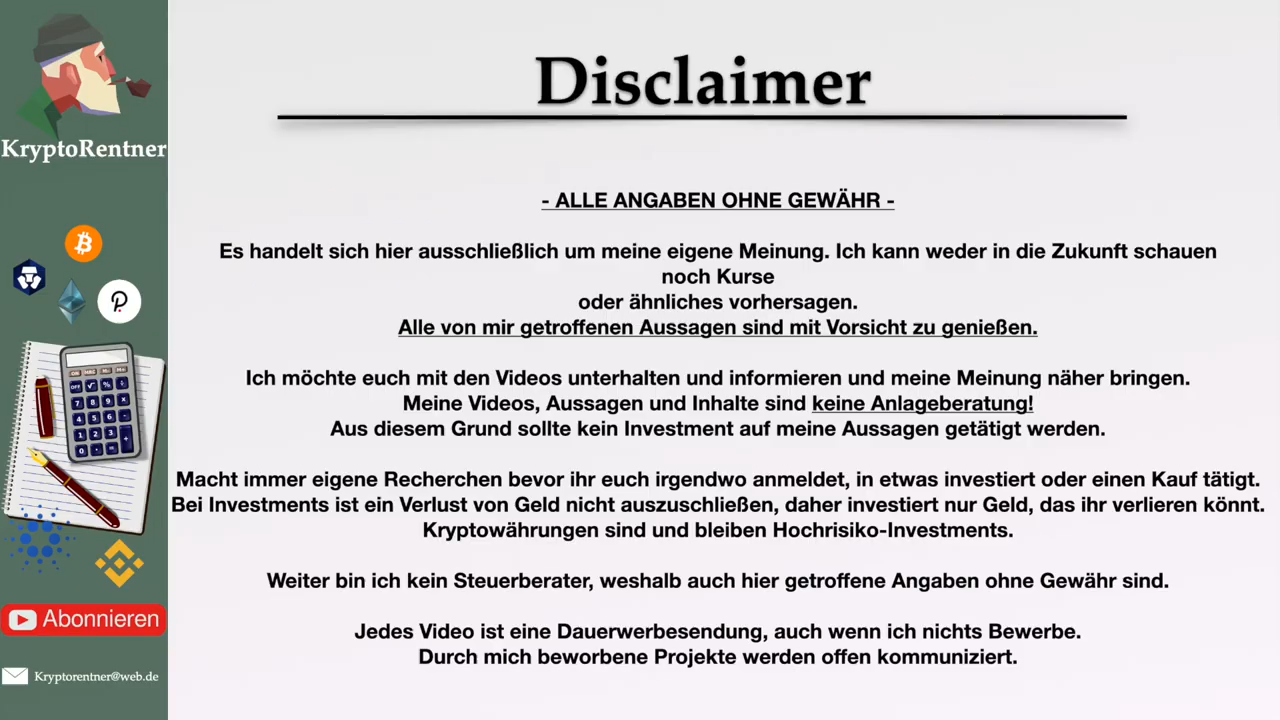 Disclaimer
KryptoRentner
- ALLE ANGABEN OHNE GEWÄHR -
Es handelt sich hier ausschließlich um meine eigene Meinung. Ich kann weder in die Zukunft schauen
noch Kurse
oder ähnliches vorhersagen.
Alle von mir getroffenen Aussagen sind mit Vorsicht zu genießen.
Ich möchte euch mit den Videos unterhalten und informieren und meine Meinung näher bringen.
Meine Videos, Aussagen und Inhalte sind keine Anlageberatung!
Aus diesem Grund sollte kein Investment auf meine Aussagen getätigt werden.
Macht immer eigene Recherchen bevor ihr euch irgendwo anmeldet, in etwas investiert oder einen Kauf tätigt.
Bei Investments ist ein Verlust von Geld nicht auszuschließen, daher investiert nur Geld, das ihr verlieren könnt.
Kryptowährungen sind und bleiben Hochrisiko-Investments.
Weiter bin ich kein Steuerberater, weshalb auch hier getroffene Angaben ohne Gewähr sind.
Jedes Video ist eine Dauerwerbesendung, auch wenn ich nichts Bewerbe.
Durch mich beworbene Projekte werden offen kommuniziert.
Abonnieren
Kryptorentner@web.de